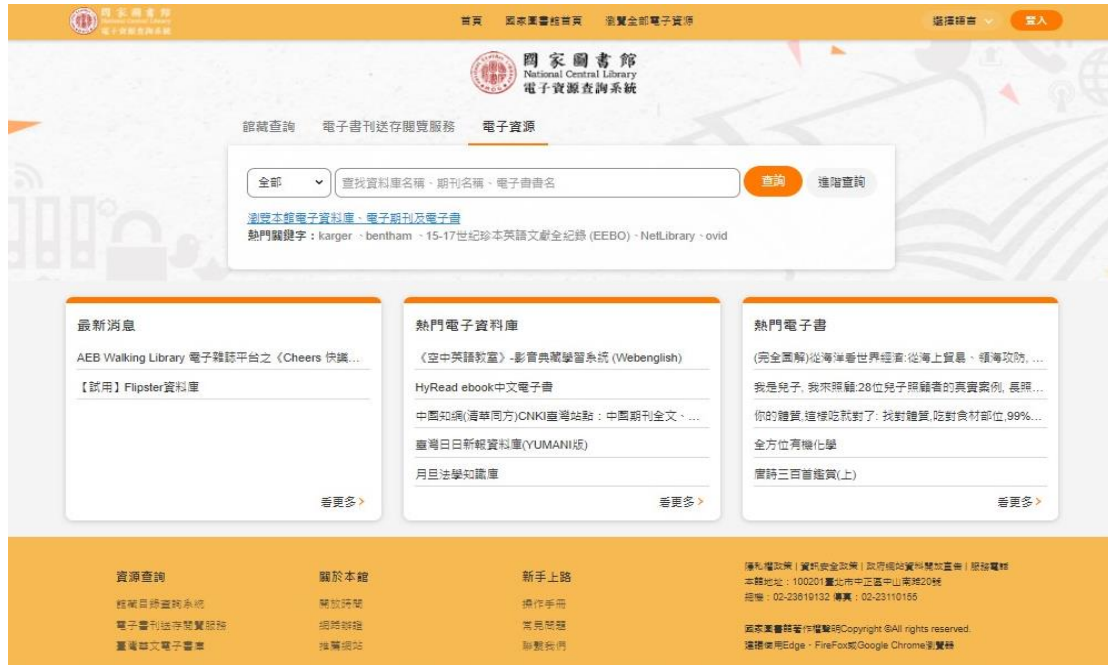 國家圖書館
National Central Library
電子資源查詢系統
首頁 國家圖書館首頁 瀏覽全部電子資源
選擇語言 登入
國家圖書館
National Central Library
電子資源查詢系統
館藏查詢 電子書刊送存閱覽服務 電子資源
全部 查找資料庫名稱、期刊名稱、電子書書名 查詢 進階查詢
瀏覽本館電子資料庫、電子期刊及電子書
熱門關鍵字：karger 、bentham 、15-17世紀珍本英語文獻全紀錄 (EEBO)、NetLibrary、ovid
最新消息
AEB Walking Library 電子雜誌平台之《Cheers 快樂...
【試用】Flipster資料庫
看更多
熱門電子資料庫
《空中英語教室》-影音典藏學習系統 (Webenglish)
HyRead ebook中文電子書
中國知網(清華同方)CNKI臺灣站點：中國期刊全文、...
臺灣日日新報資料庫(YUMANI版)
月旦法學知識庫
看更多
熱門電子書
(完全圖解)從海洋看世界經濟:從海上貿易、領海攻防, ...
我是兒子, 我來照顧:28位兒子照顧者的真實案例, 長照...
你的體質,這樣吃就對了: 找對體質,吃對食材部位,99%...
全方位有機化學
唐詩三百首鑑賞(上)
看更多
資源查詢
館藏目錄查詢系統
電子書刊送存閱覽服務
臺灣華文電子書庫
關於本館
開放時間
網路辦證
推薦網站
新手上路
操作手冊
常見問題
聯繫我們
隱私權政策 | 資訊安全政策 | 政府網站資料開放宣告 | 服務電郵
本館地址：100201臺北市中正區中山南路20號
總機：02-23619132 傳真：02-23110155
國家圖書館著作權聲明Copyright ©All rights reserved.
建議使用Edge、FireFox或Google Chrome瀏覽器